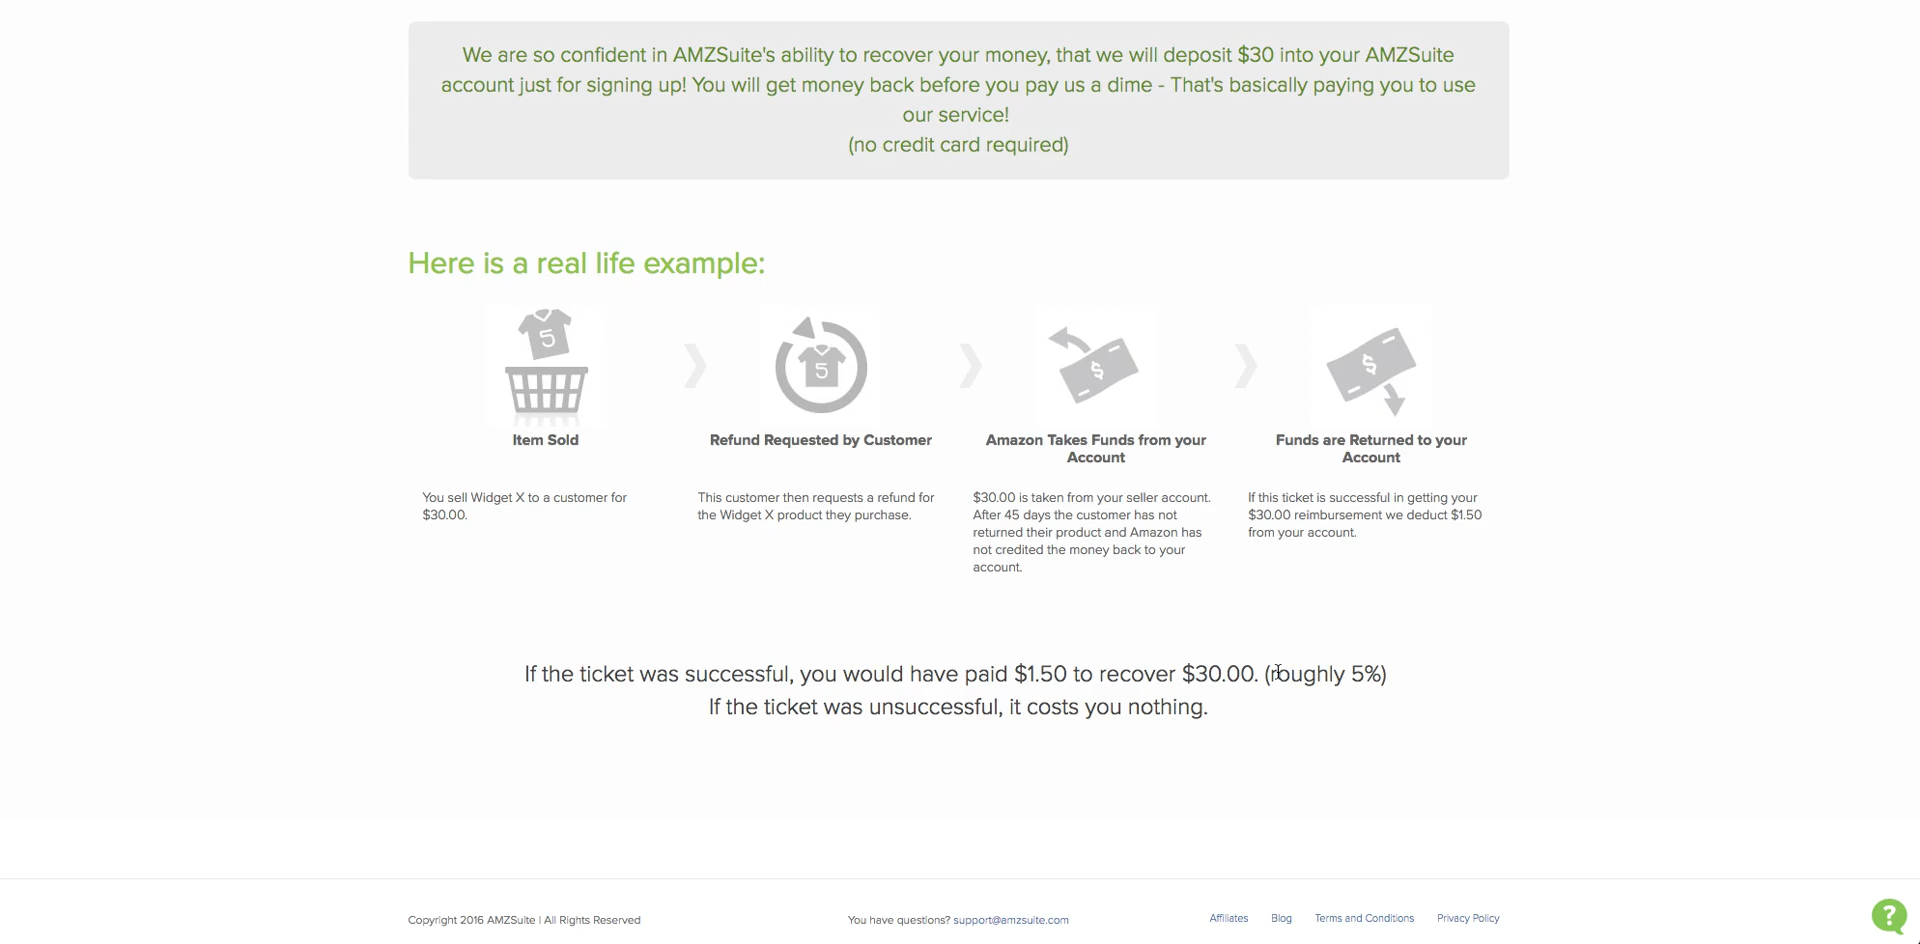 We are so confident in AMZSuite's ability to recover your money, that we will deposit $30 into your AMZSuite
account just for signing up! You will get money back before you pay us a dime - That's basically paying you to use
our service!
(no credit card required)
Here is a real life example:
5
5
$
$
Item Sold
Refund Requested by Customer
Amazon Takes Funds from your
Account
Funds are Returned to your
Account
You sell Widget X to a customer for
$30.00.
This customer then requests a refund for
the Widget X product they purchase.
$30.00 is taken from your seller account.
After 45 days the customer has not
returned their product and Amazon has
not credited the money back to your
account.
If this ticket is successful in getting your
$30.00 reimbursement we deduct $1.50
from your account.
If the ticket was successful, you would have paid $1.50 to recover $30.00. (roughly 5%)
If the ticket was unsuccessful, it costs you nothing.
Copyright 2016 AMZSuite | All Rights Reserved
You have questions? support@amzsuite.com
Affiliates
Blog
Terms and Conditions
Privacy Policy
?